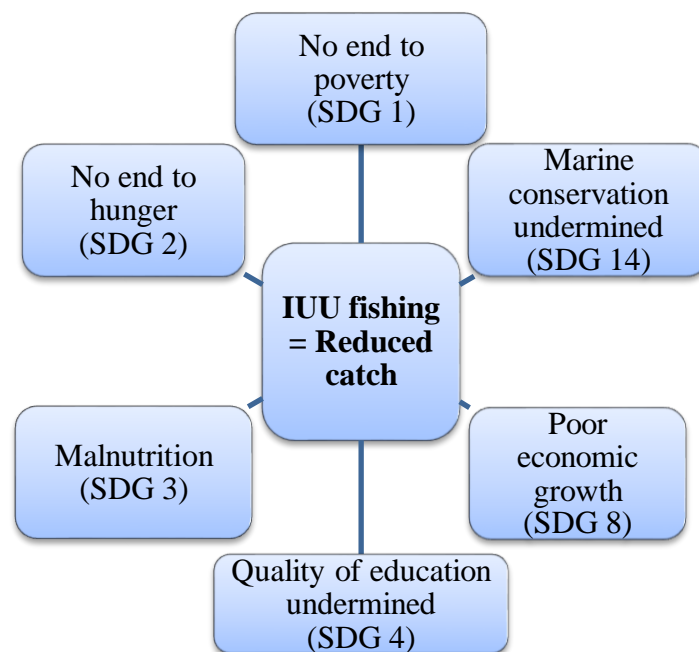 No end to
poverty
(SDG 1)
No end to
hunger
(SDG 2)
Marine
conservation
undermined
(SDG 14)
IUU fishing
= Reduced
catch
Malnutrition
(SDG 3)
Poor
economic
growth
(SDG 8)
Quality of education
undermined
(SDG 4)